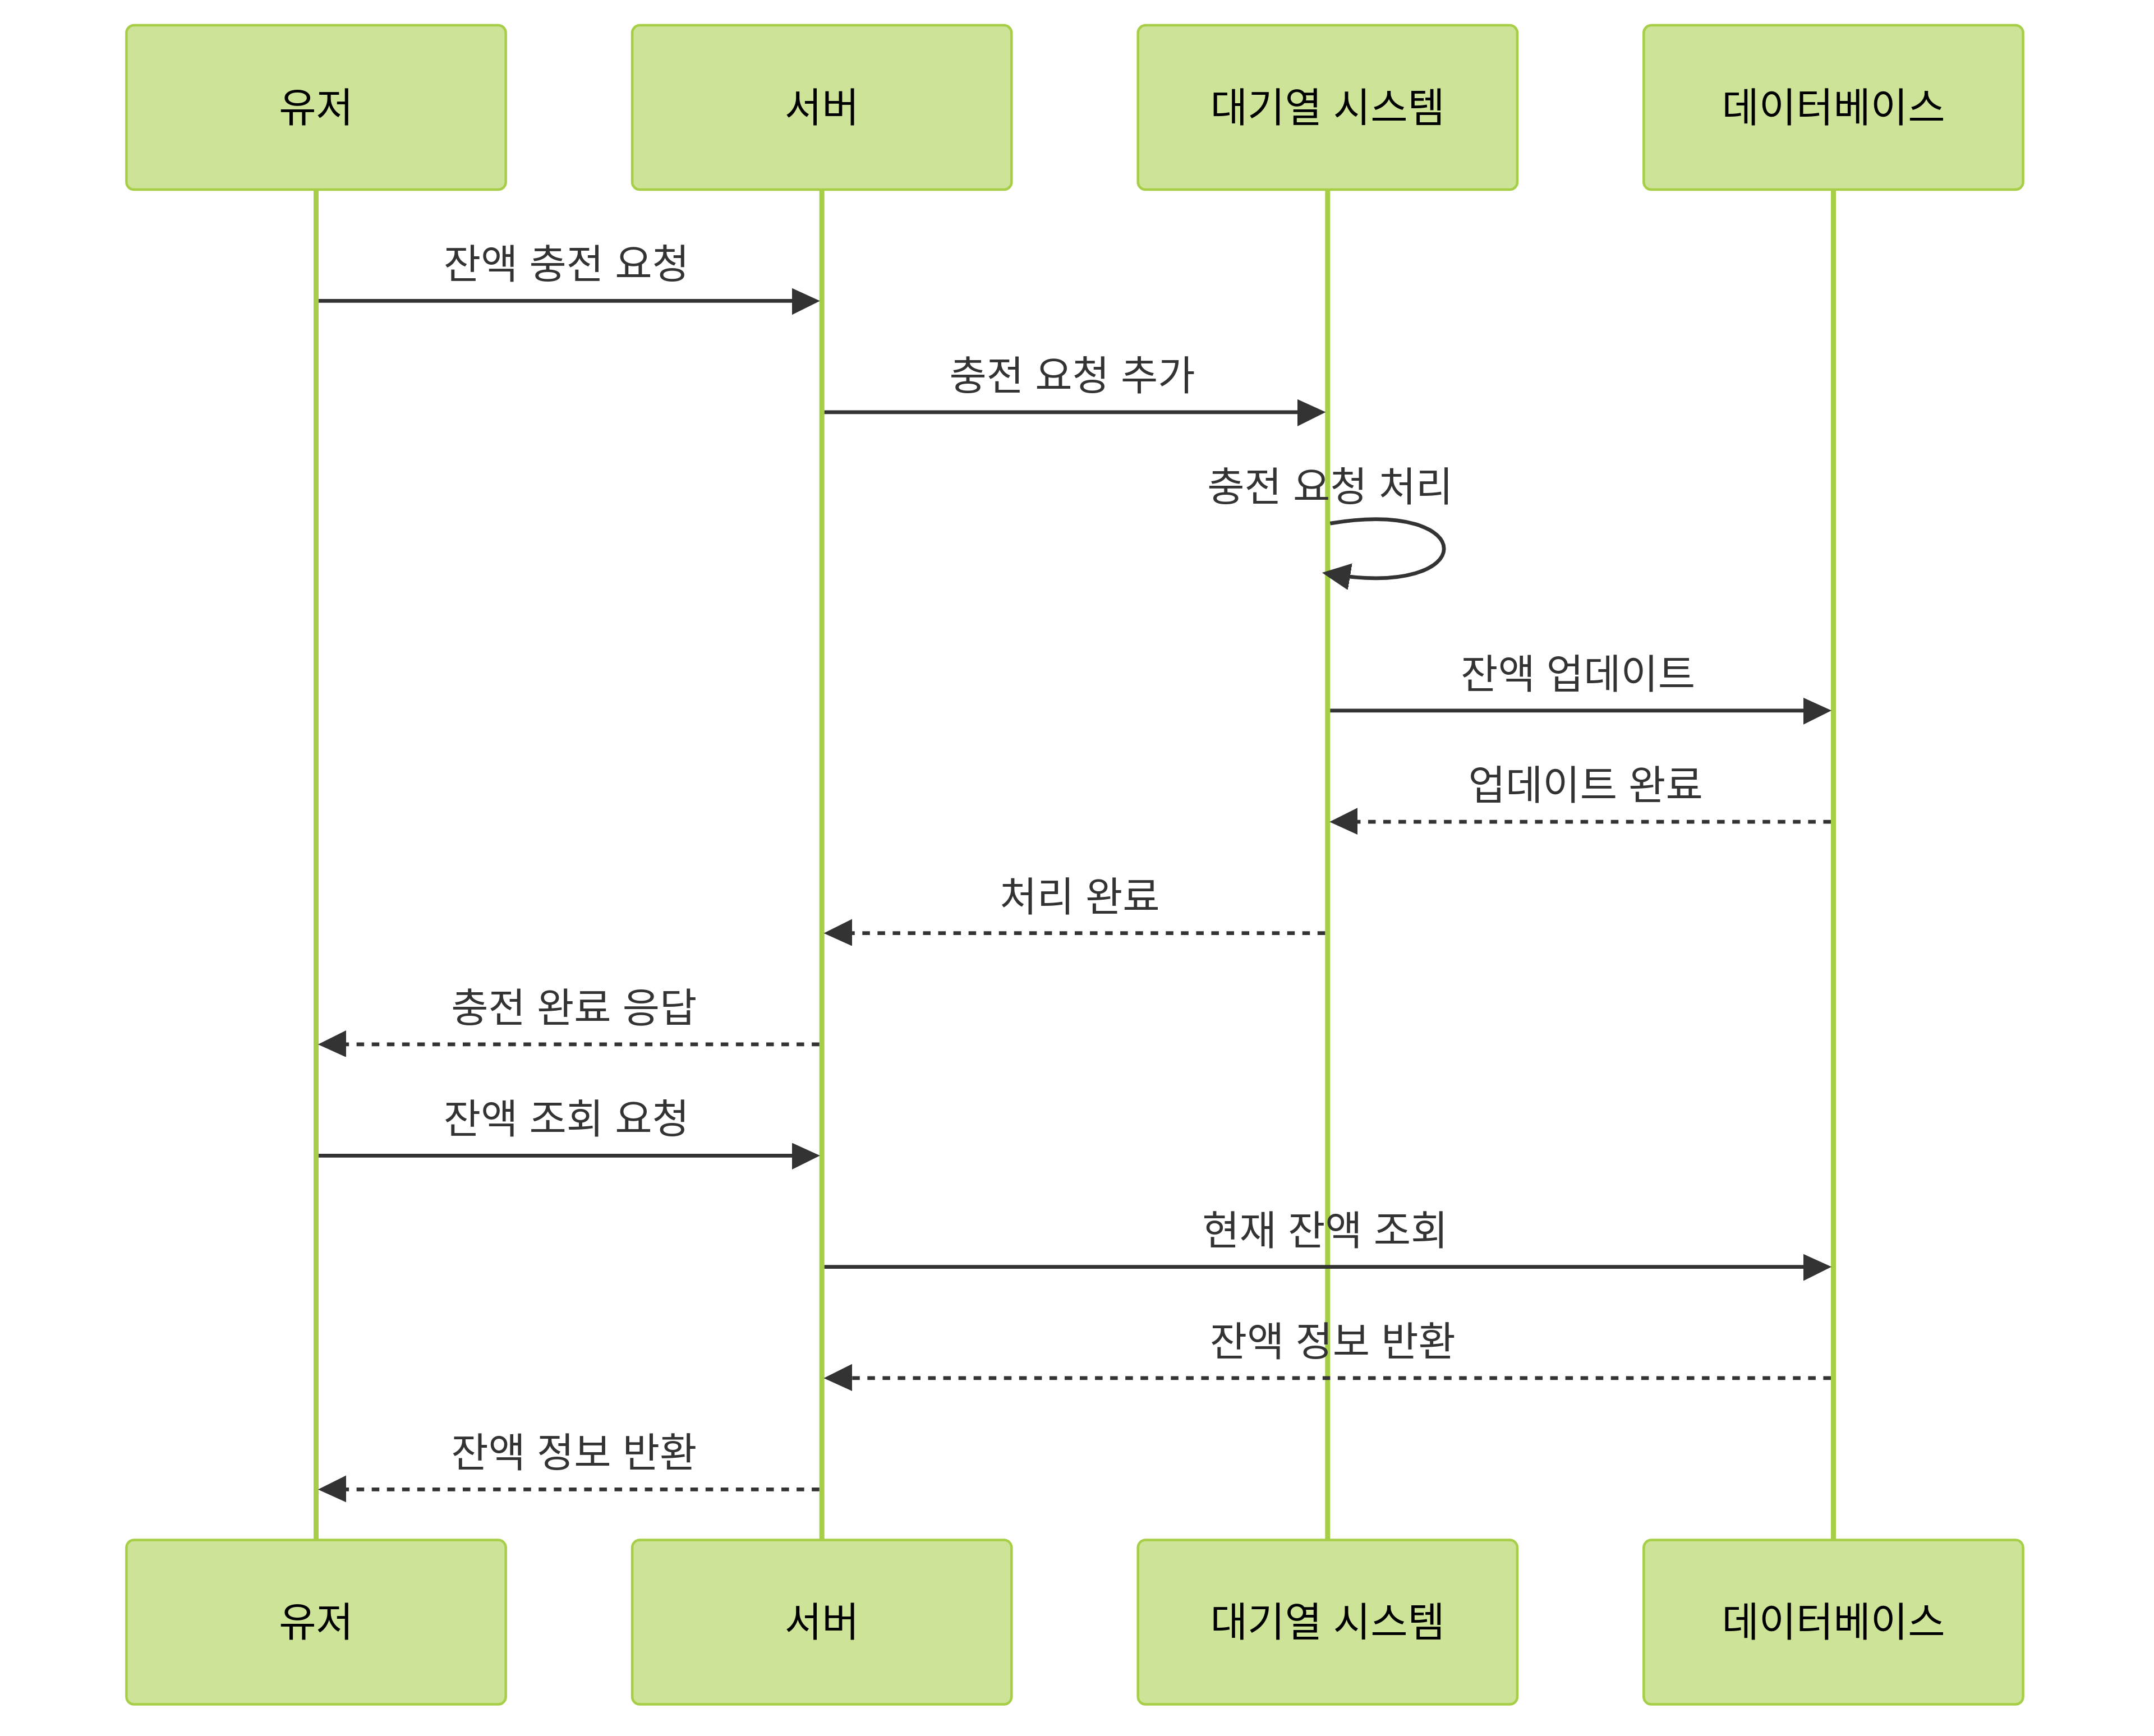 유저
서버
대기열 시스템
데이터베이스
잔액 충전 요청
충전 요청 추가
충전 요청 처리
잔액 업데이트
업데이트 완료
처리 완료
충전 완료 응답
잔액 조회 요청
현재 잔액 조회
잔액 정보 반환
잔액 정보 반환
유저
서버
대기열 시스템
데이터베이스